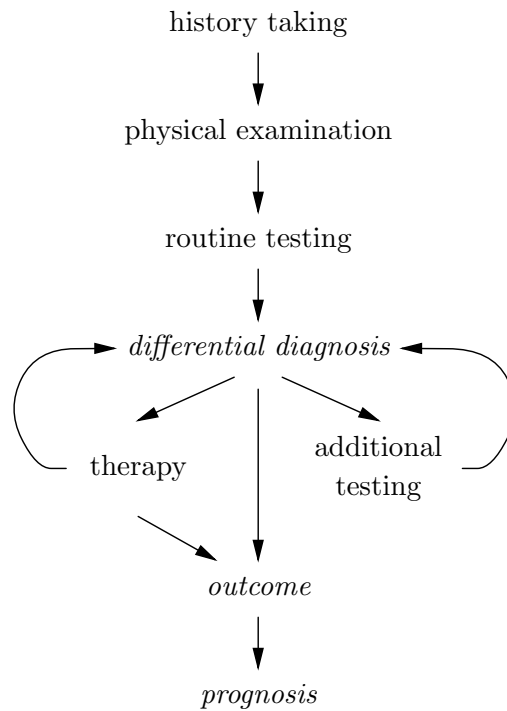 history taking
physical examination
routine testing
differential diagnosis
therapy
additional
testing
outcome
prognosis